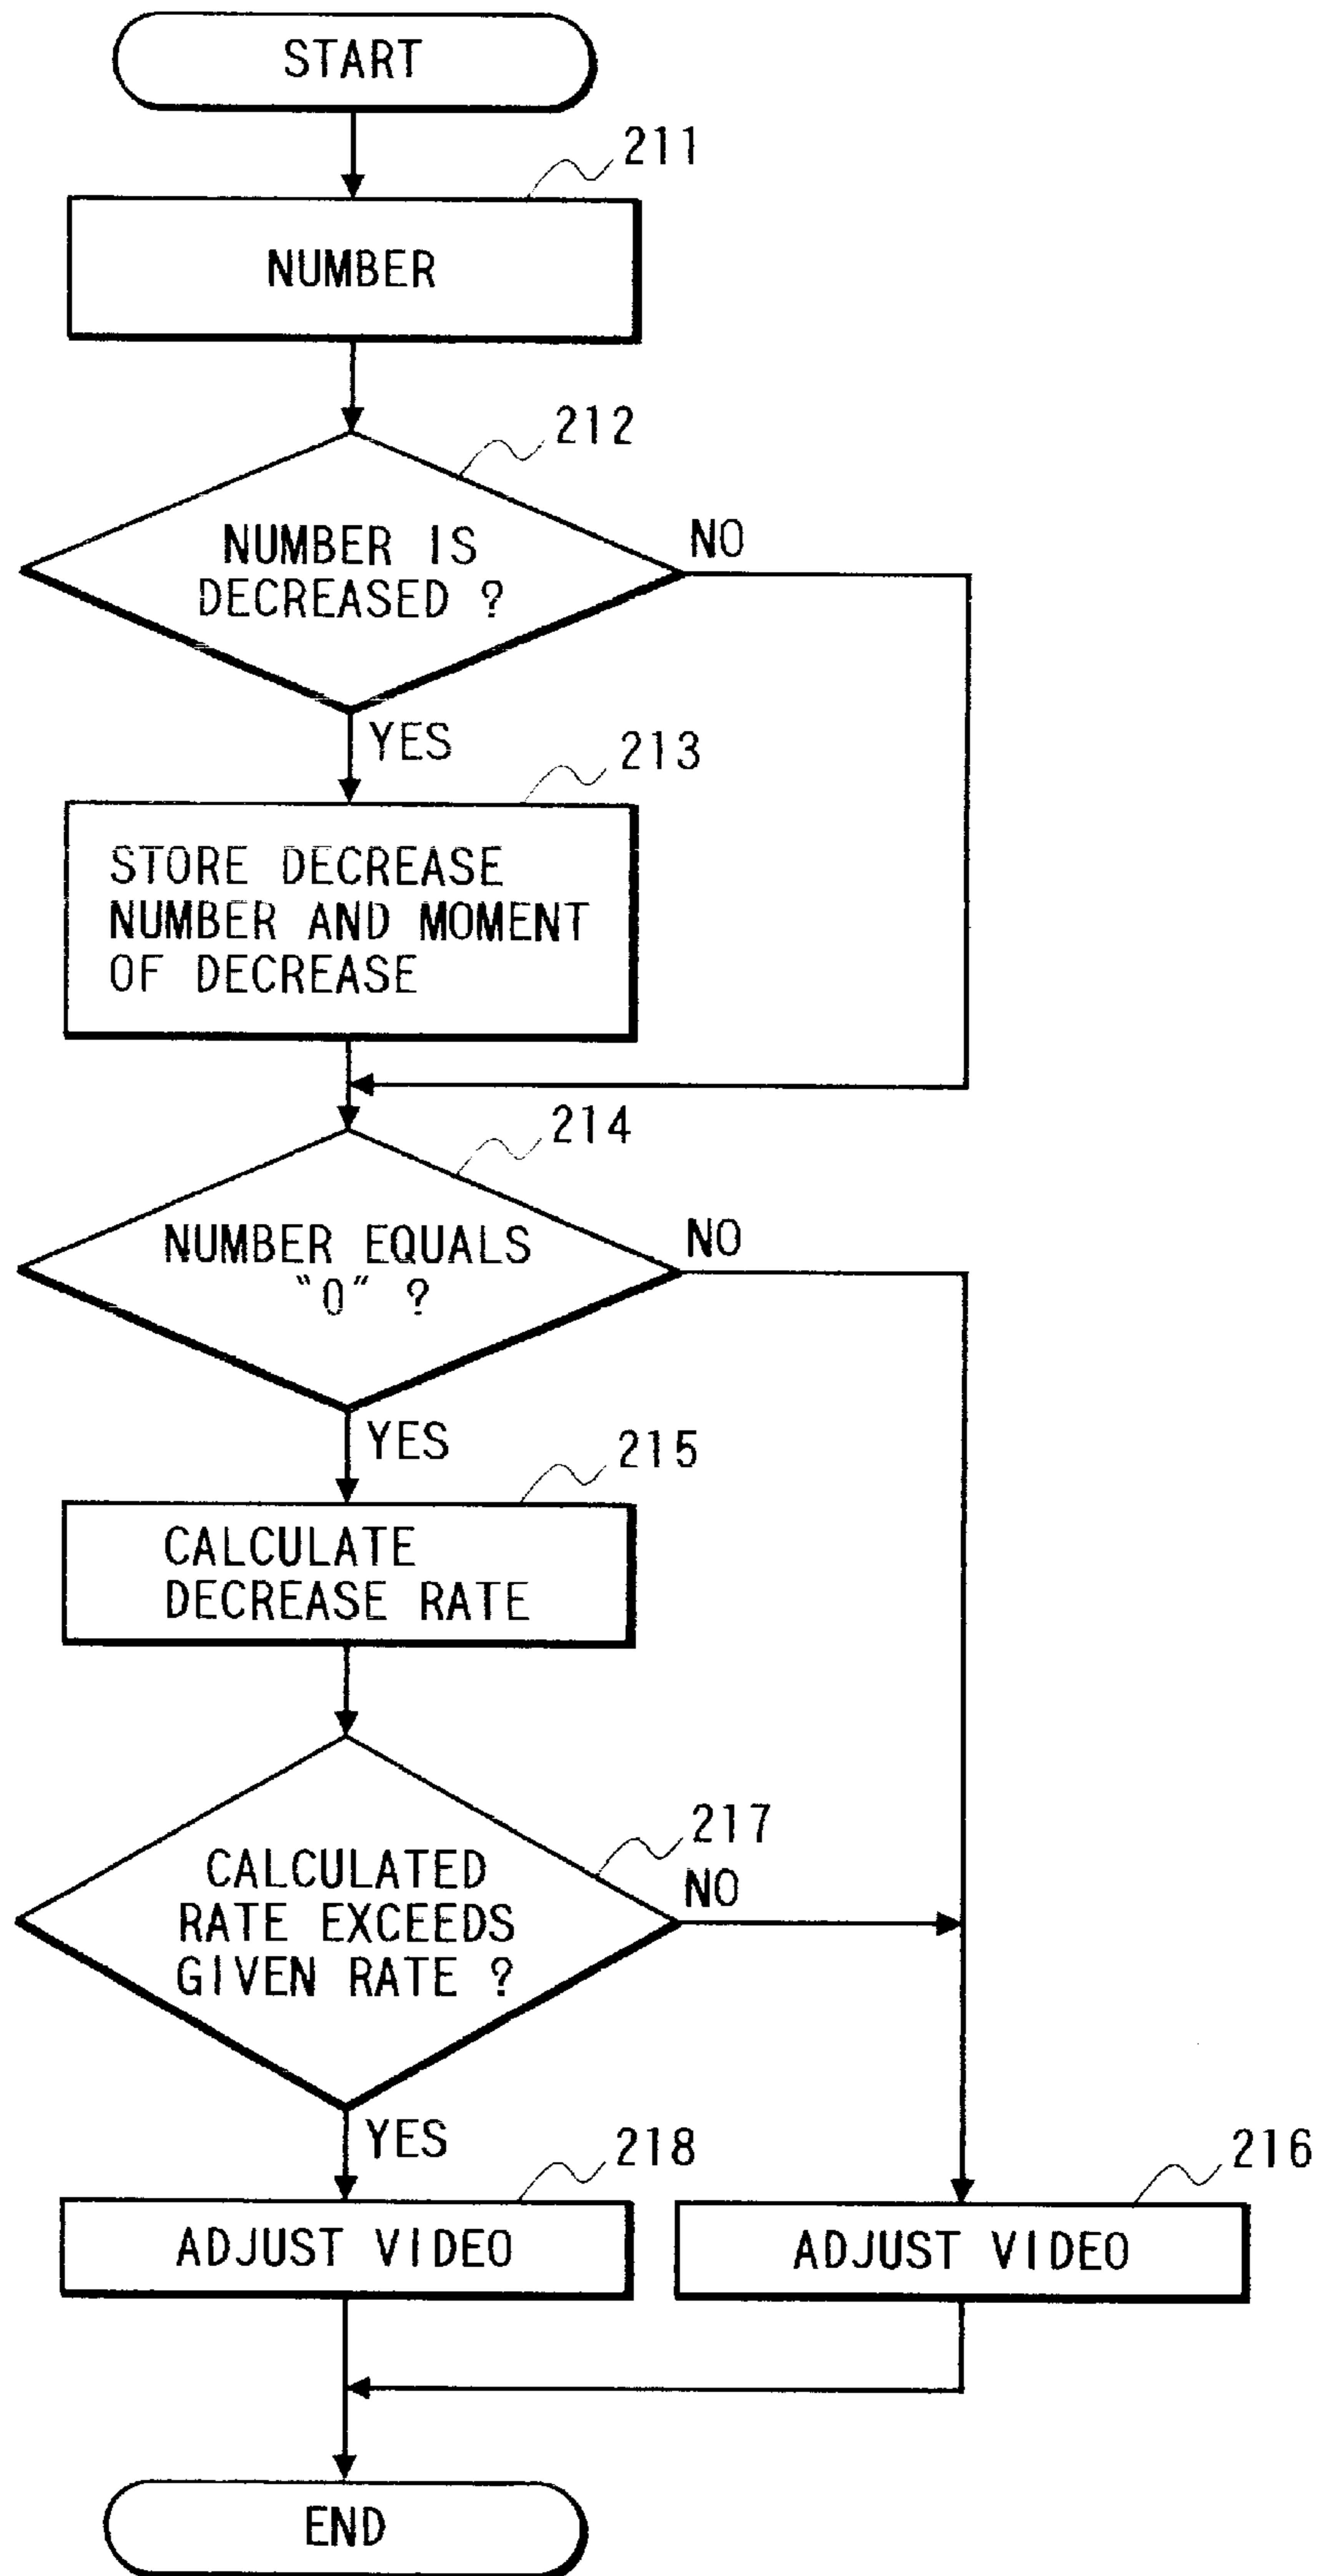 START
211
NUMBER
212
NUMBER IS
DECREASED ?
NO
YES
213
STORE DECREASE
NUMBER AND MOMENT
OF DECREASE
214
NUMBER EQUALS
"0" ?
NO
YES
215
CALCULATE
DECREASE RATE
217
CALCULATED
RATE EXCEEDS
GIVEN RATE ?
NO
YES
218
ADJUST VIDEO
216
ADJUST VIDEO
END